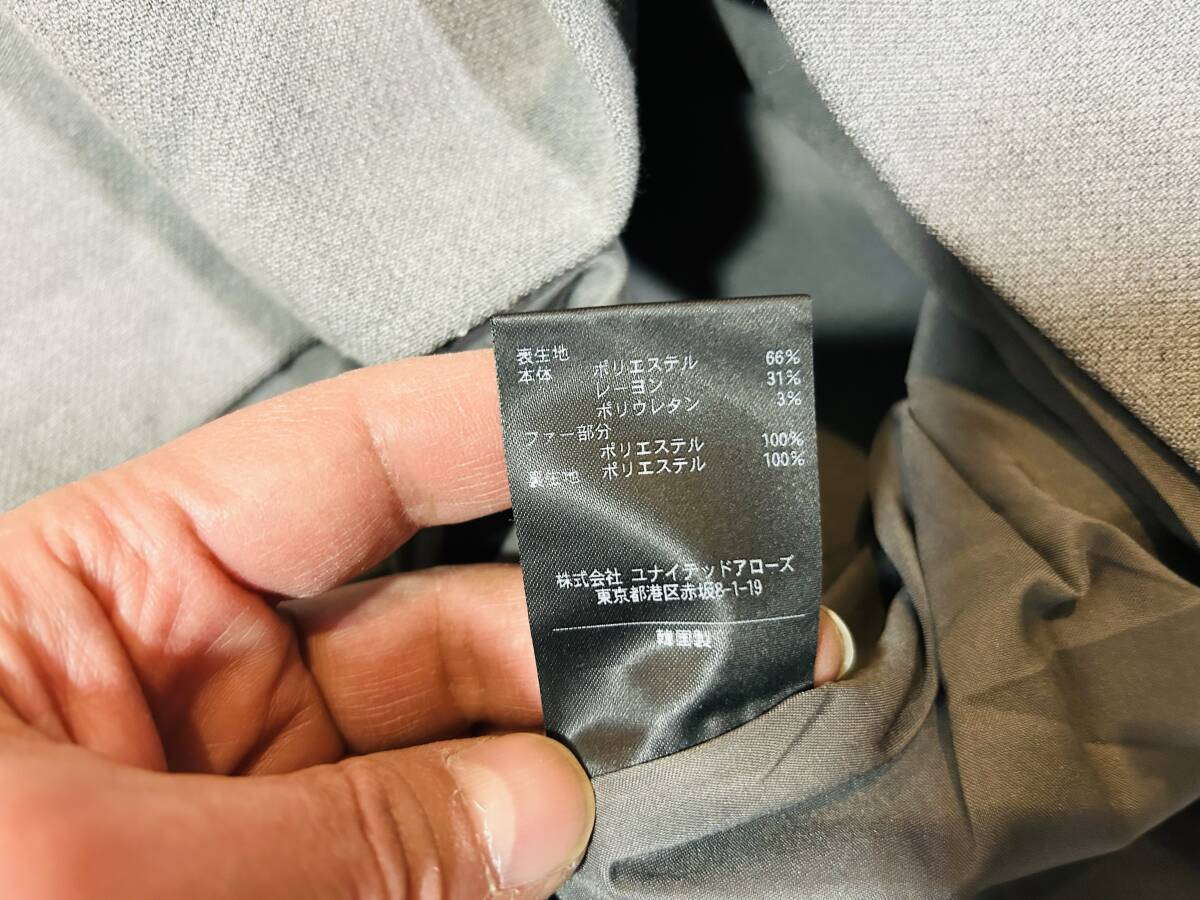 表生地
本体 ポリエステル 66%
レーヨン 31%
ポリウレタン 3%
ファー部分
ポリエステル 100%
裏生地 ポリエステル 100%
株式会社 ユナイテッドアローズ
東京都港区赤坂8-1-19
韓国製